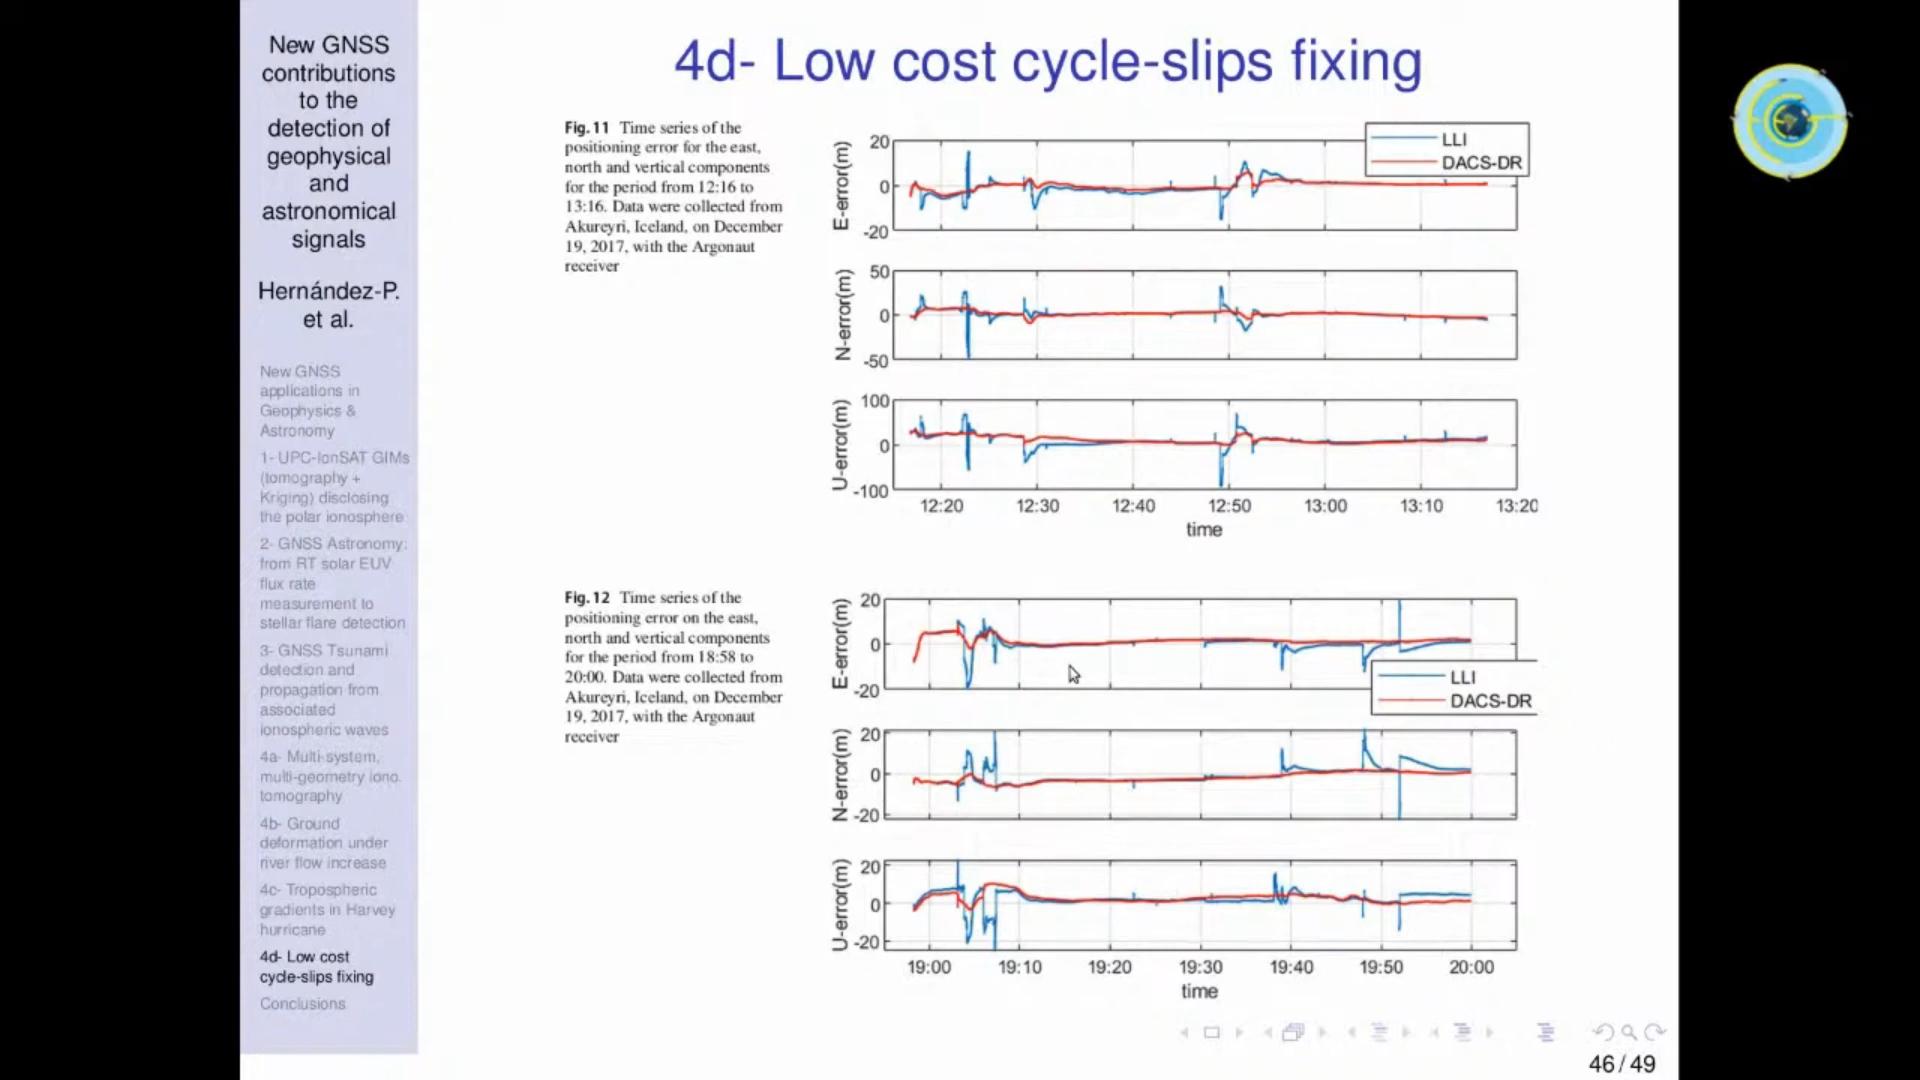 New GNSS
contributions
to the
detection of
geophysical
and
astronomical
signals
Hernández-P.
et al.
New GNSS
applications in
Geophysics &
Astronomy
1- UPC-IonSAT GIMs
(tomography +
Kriging) disclosing
the polar ionosphere
2- GNSS Astronomy:
from RT solar EUV
flux rate
measurement to
stellar flare detection
3- GNSS Tsunami
detection and
propagation from
associated
ionospheric waves
4a- Multi-system,
multi-geometry iono.
tomography
4b- Ground
deformation under
river flow increase
4c- Tropospheric
gradients in Harvey
hurricane
4d- Low cost
cycle-slips fixing
Conclusions
4d- Low cost cycle-slips fixing
Fig. 11 Time series of the
positioning error for the east,
north and vertical components
for the period from 12:16 to
13:16. Data were collected from
Akureyri, Iceland, on December
19, 2017, with the Argonaut
receiver
LLI
DACS-DR
E-error(m)
20
0
-20
N-error(m)
50
0
-50
U-error(m)
100
0
-100
12:20 12:30 12:40 12:50 13:00 13:10 13:20
time
Fig. 12 Time series of the
positioning error on the east,
north and vertical components
for the period from 18:58 to
20:00. Data were collected from
Akureyri, Iceland, on December
19, 2017, with the Argonaut
receiver
E-error(m)
20
0
-20
LLI
DACS-DR
N-error(m)
20
0
-20
U-error(m)
20
0
-20
19:00 19:10 19:20 19:30 19:40 19:50 20:00
time
46 / 49